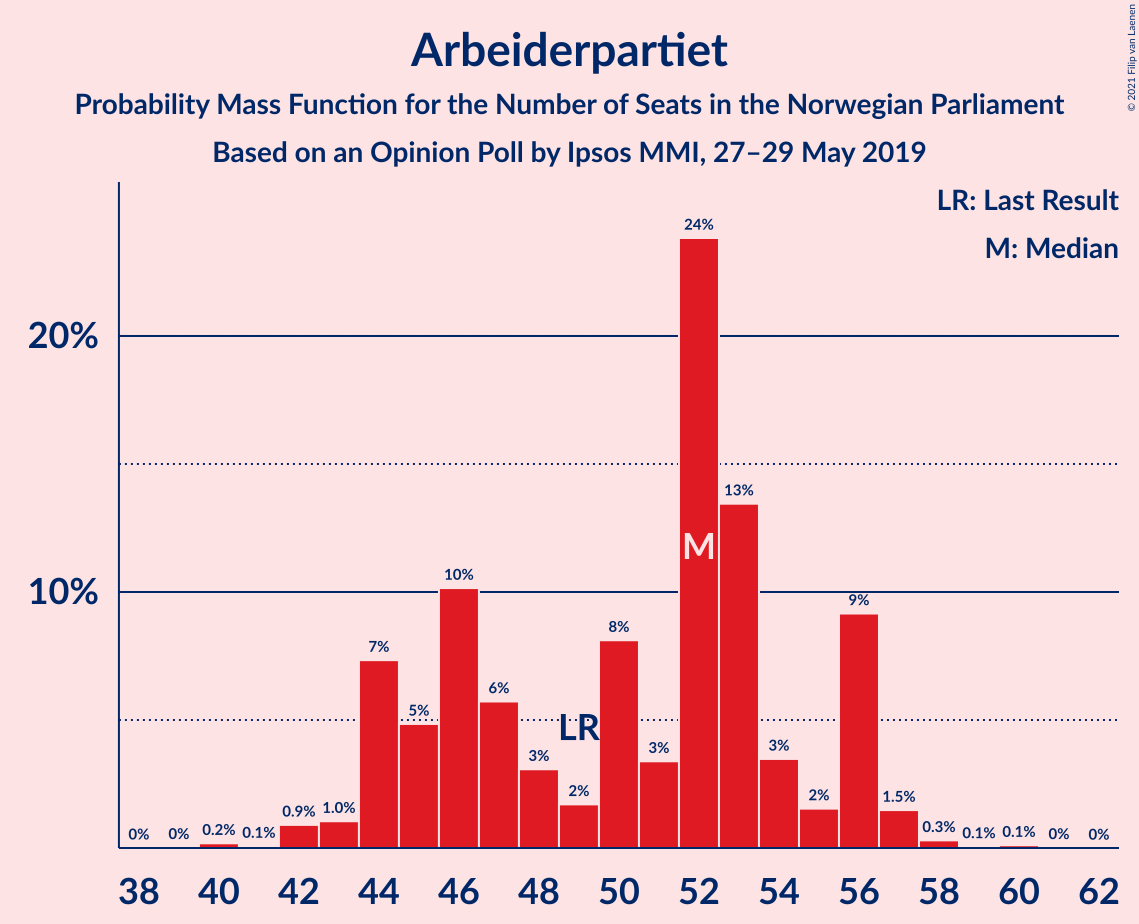 Arbeiderpartiet
Probability Mass Function for the Number of Seats in the Norwegian Parliament
Based on an Opinion Poll by Ipsos MMI, 27–29 May 2019
© 2021 Filip van Laenen
LR: Last Result
M: Median
20%
10%
0% 0% 0.2% 0.1% 0.9% 1.0% 7% 5% 10% 6% 3% 2% 8% 3% 24% 13% 3% 2% 9% 1.5% 0.3% 0.1% 0.1% 0% 0%
LR
M
38 40 42 44 46 48 50 52 54 56 58 60 62